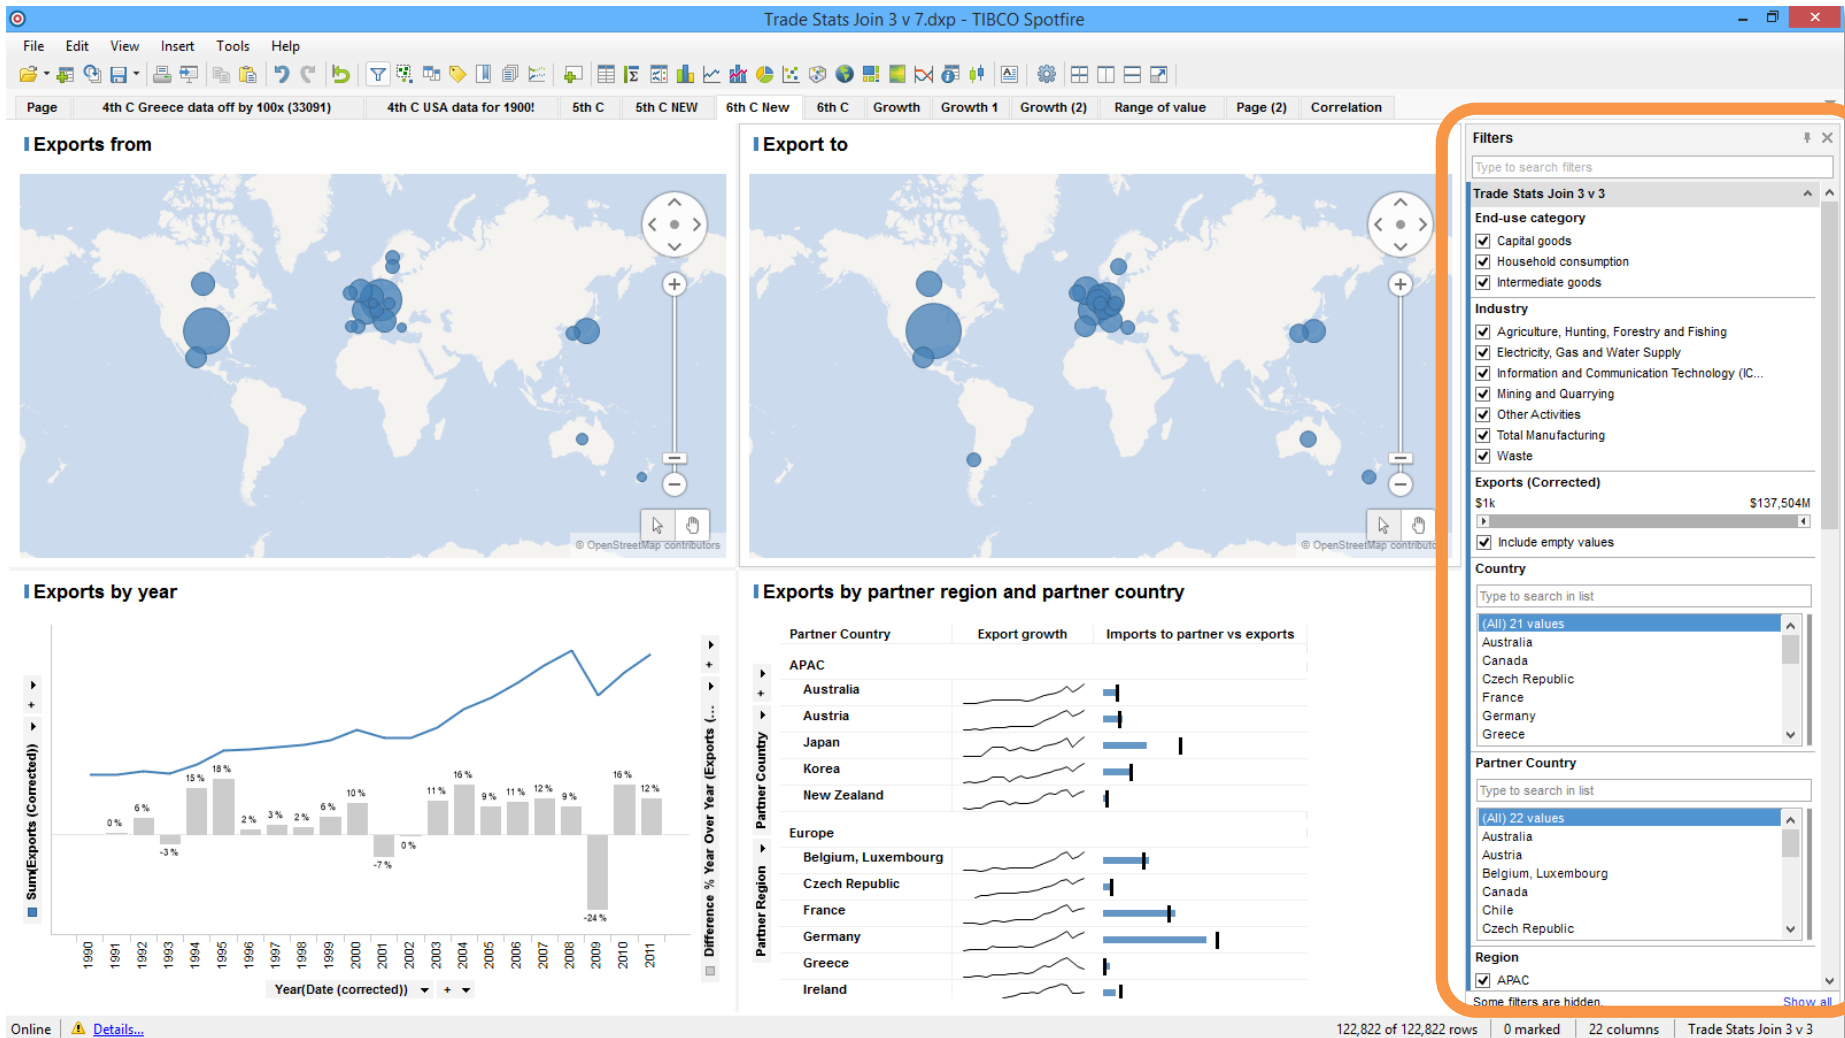 Trade Stats Join 3 v 7.dxp - TIBCO Spotfire
File Edit View Insert Tools Help
Page 4th C Greece data off by 100x (33091) 4th C USA data for 1900! 5th C 5th C NEW 6th C New 6th C Growth Growth 1 Growth (2) Range of value Page (2) Correlation
Exports from
© OpenStreetMap contributors
Export to
© OpenStreetMap contributo
Exports by year
Sum(Exports (Corrected))
15 %
18 %
6 %
0 %
-3 %
2 %
3 %
2 %
6 %
10 %
-7 %
0 %
11 %
16 %
9 %
11 %
12 %
9 %
-24 %
16 %
12 %
1990 1991 1992 1993 1994 1995 1996 1997 1998 1999 2000 2001 2002 2003 2004 2005 2006 2007 2008 2009 2010 2011
Year(Date (corrected))
+
Difference % Year Over Year (Exports (...
Exports by partner region and partner country
Partner Region
Partner Country
Partner Country Export growth Imports to partner vs exports
APAC
Australia
Austria
Japan
Korea
New Zealand
Europe
Belgium, Luxembourg
Czech Republic
France
Germany
Greece
Ireland
Filters
Type to search filters
Trade Stats Join 3 v 3
End-use category
Capital goods
Household consumption
Intermediate goods
Industry
Agriculture, Hunting, Forestry and Fishing
Electricity, Gas and Water Supply
Information and Communication Technology (IC...
Mining and Quarrying
Other Activities
Total Manufacturing
Waste
Exports (Corrected)
$1k $137,504M
Include empty values
Country
Type to search in list
(All) 21 values
Australia
Canada
Czech Republic
France
Germany
Greece
Partner Country
Type to search in list
(All) 22 values
Australia
Austria
Belgium, Luxembourg
Canada
Chile
Czech Republic
Region
APAC
Some filters are hidden. Show all
Online Details... 122,822 of 122,822 rows 0 marked 22 columns Trade Stats Join 3 v 3